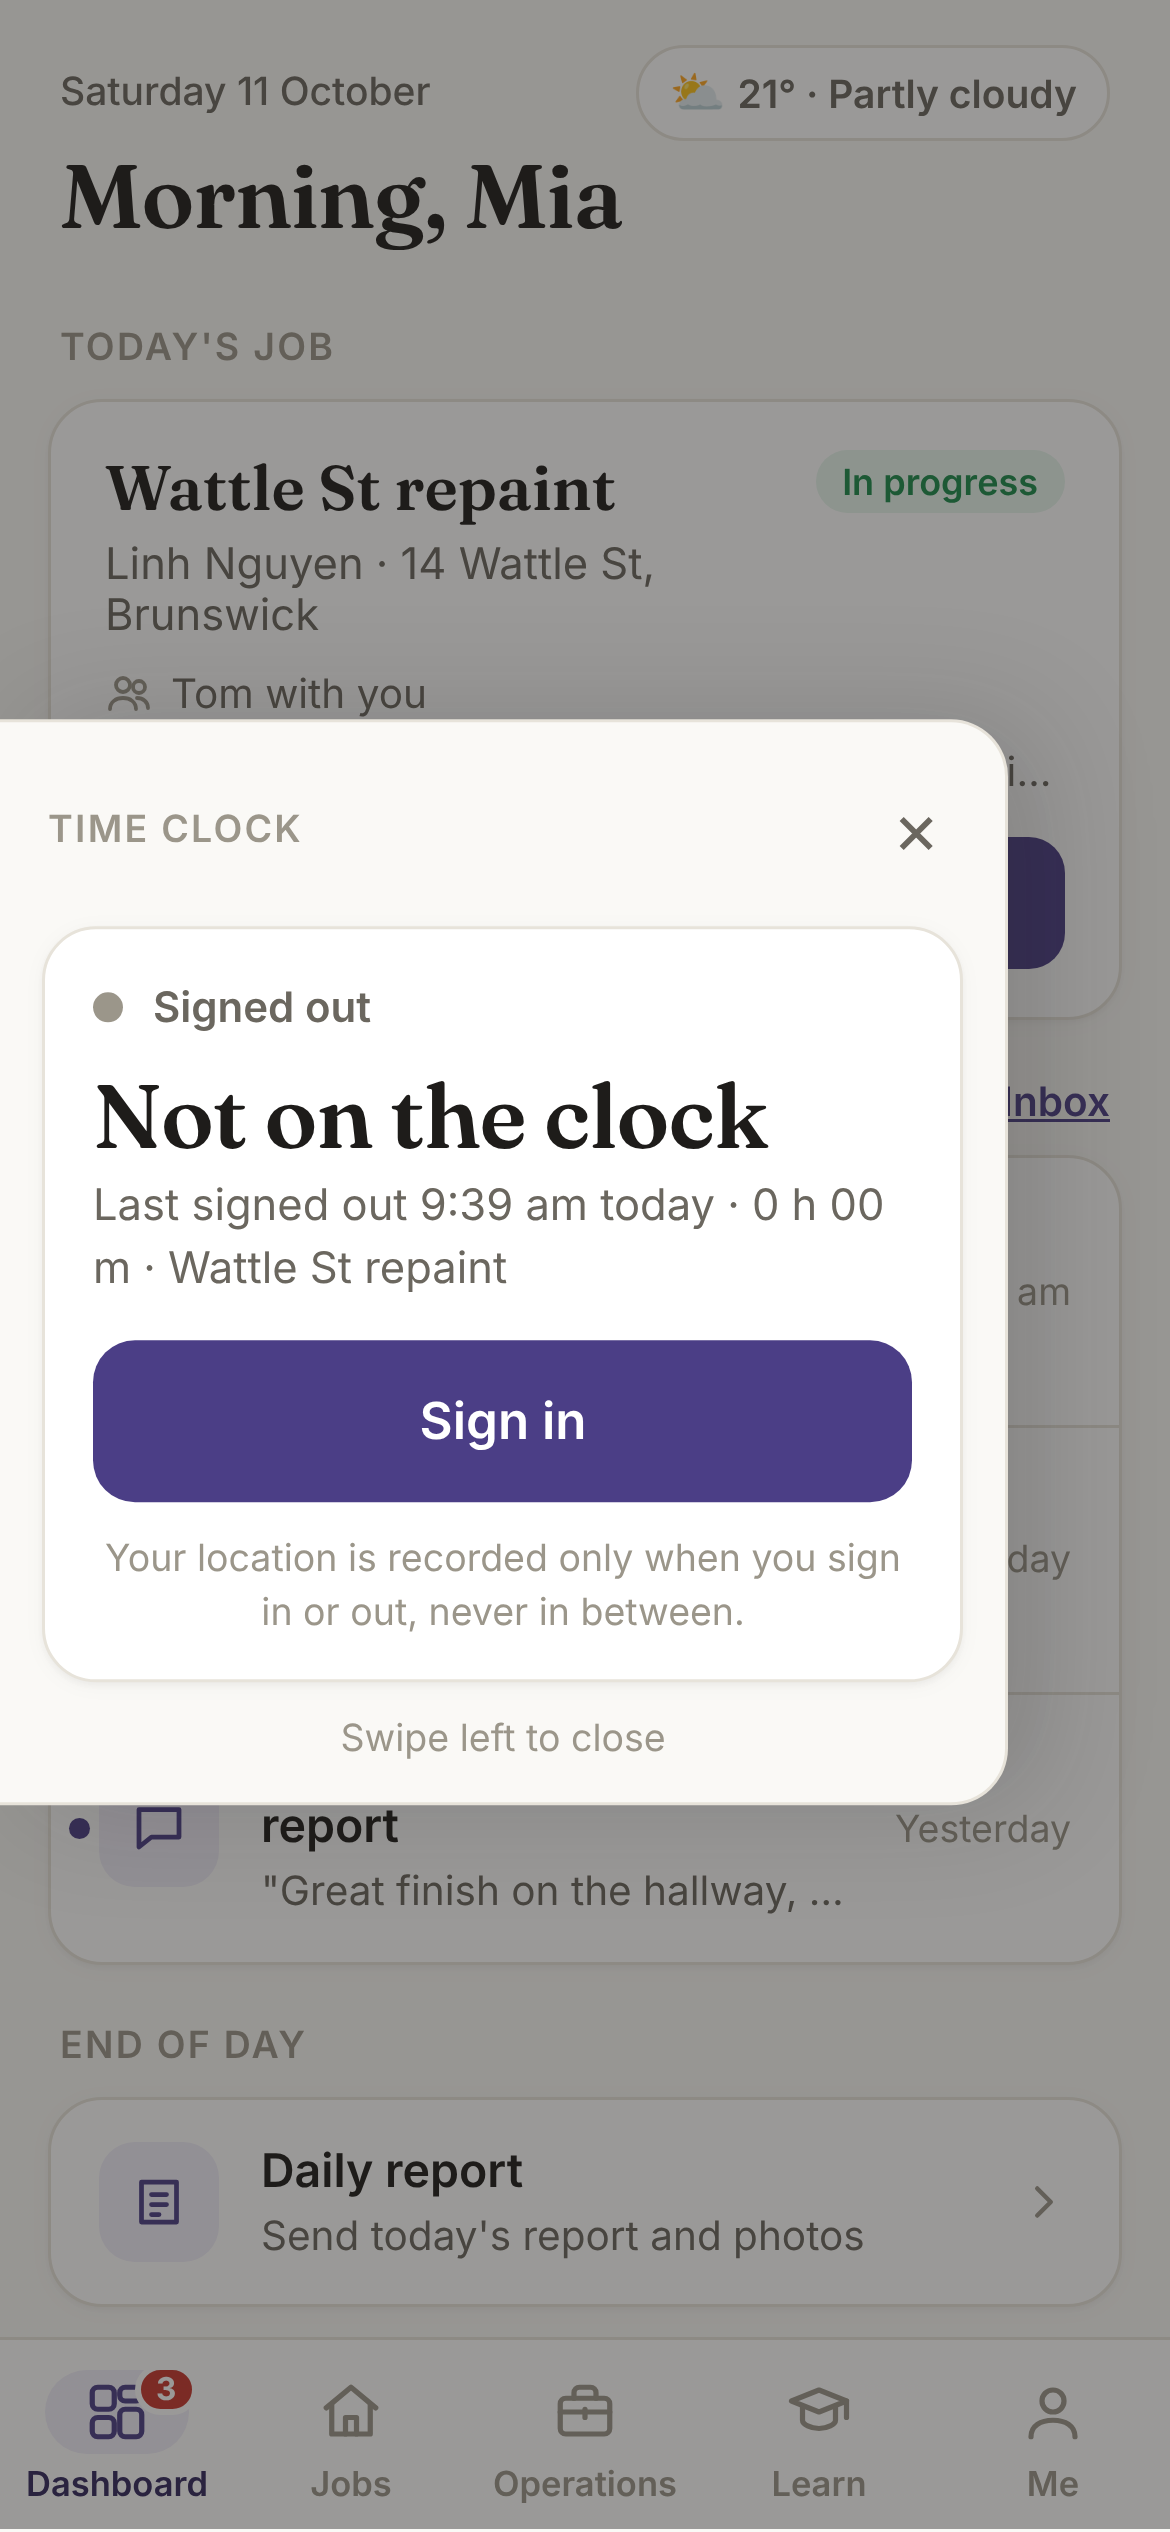 Saturday 11 October
21° · Partly cloudy
Morning, Mia
TODAY'S JOB
Wattle St repaint
In progress
Linh Nguyen · 14 Wattle St,
Brunswick
Tom with you
TIME CLOCK
Signed out
Not on the clock
Inbox
Last signed out 9:39 am today · 0 h 00
m · Wattle St repaint
am
Sign in
Your location is recorded only when you sign
in or out, never in between.
Swipe left to close
report
Yesterday
"Great finish on the hallway, ...
END OF DAY
Daily report
Send today's report and photos
3
Dashboard
Jobs
Operations
Learn
Me